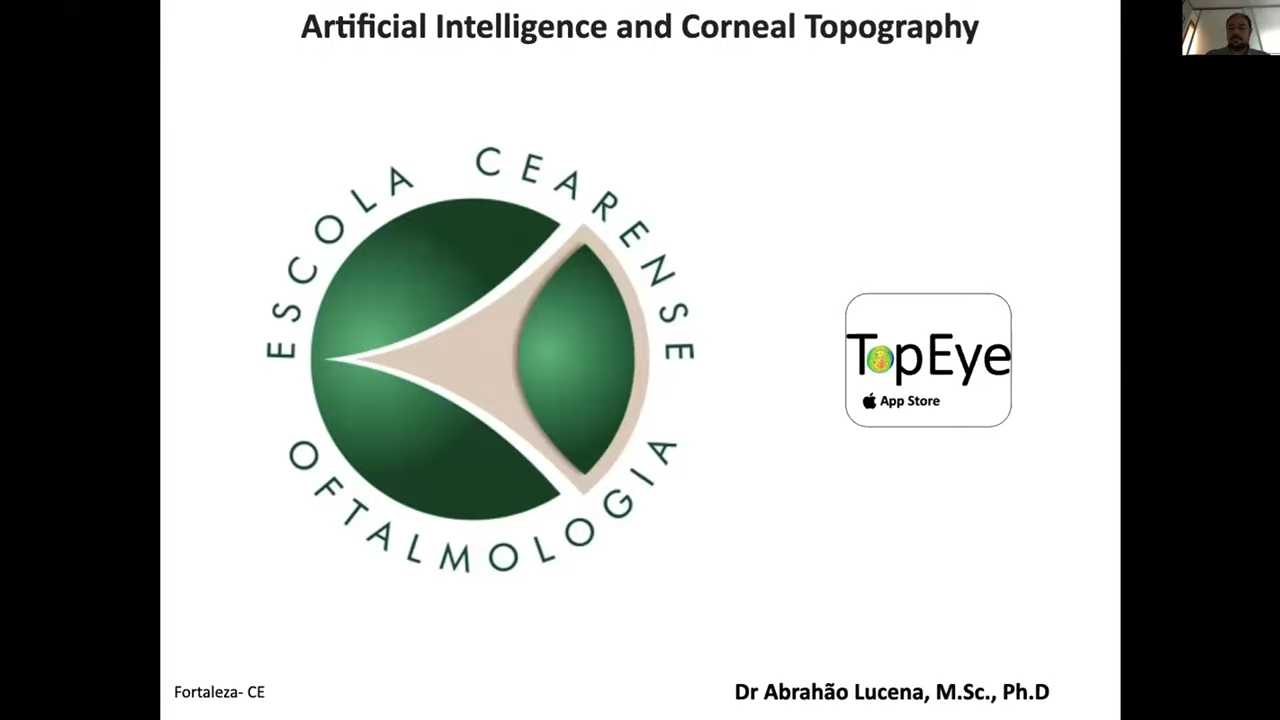 Artificial Intelligence and Corneal Topography
ESCOLA CEARENSE
OFTALMOLOGIA
TopEye
App Store
Fortaleza- CE
Dr Abrahão Lucena, M.Sc., Ph.D